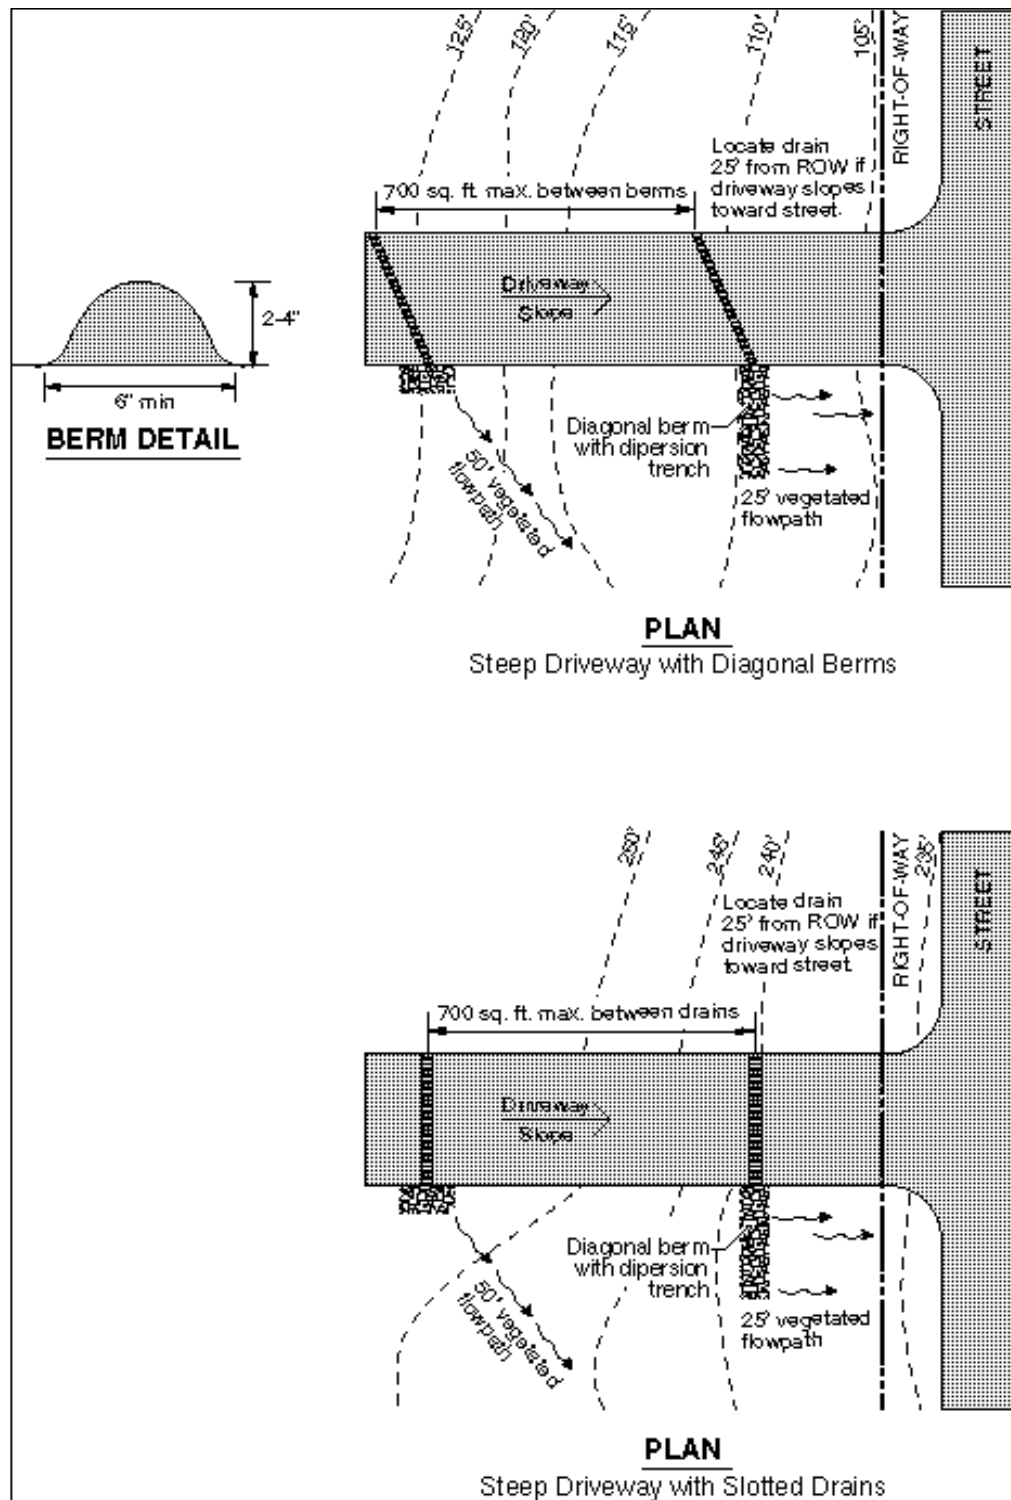 125'
120'
115'
110'
105'
RIGHT-OF-WAY
STREET
Locate drain
25' from ROW if
driveway slopes
toward street.
700 sq. ft. max. between berms
Driveway
Slope
2-4"
6" min
BERM DETAIL
Diagonal berm
with dipersion
trench
50' vegetated
flowpath
25' vegetated
flowpath
PLAN
Steep Driveway with Diagonal Berms
250'
245'
240'
235'
RIGHT-OF-WAY
STREET
Locate drain
25' from ROW if
driveway slopes
toward street.
700 sq. ft. max. between drains
Driveway
Slope
Diagonal berm
with dipersion
trench
50' vegetated
flowpath
25' vegetated
flowpath
PLAN
Steep Driveway with Slotted Drains